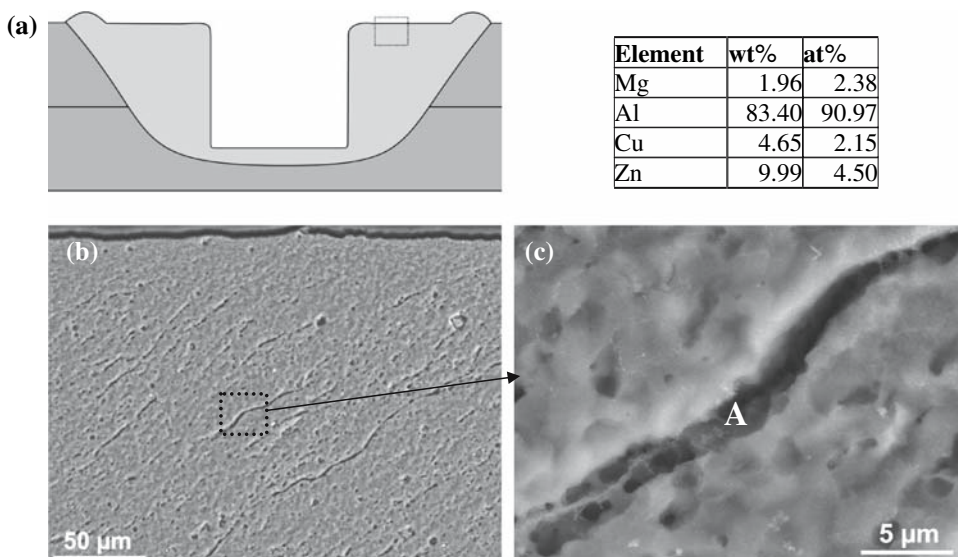 (a)
Element wt% at%
Mg 1.96 2.38
Al 83.40 90.97
Cu 4.65 2.15
Zn 9.99 4.50
(b)
(c)
A
50 µm
5 µm